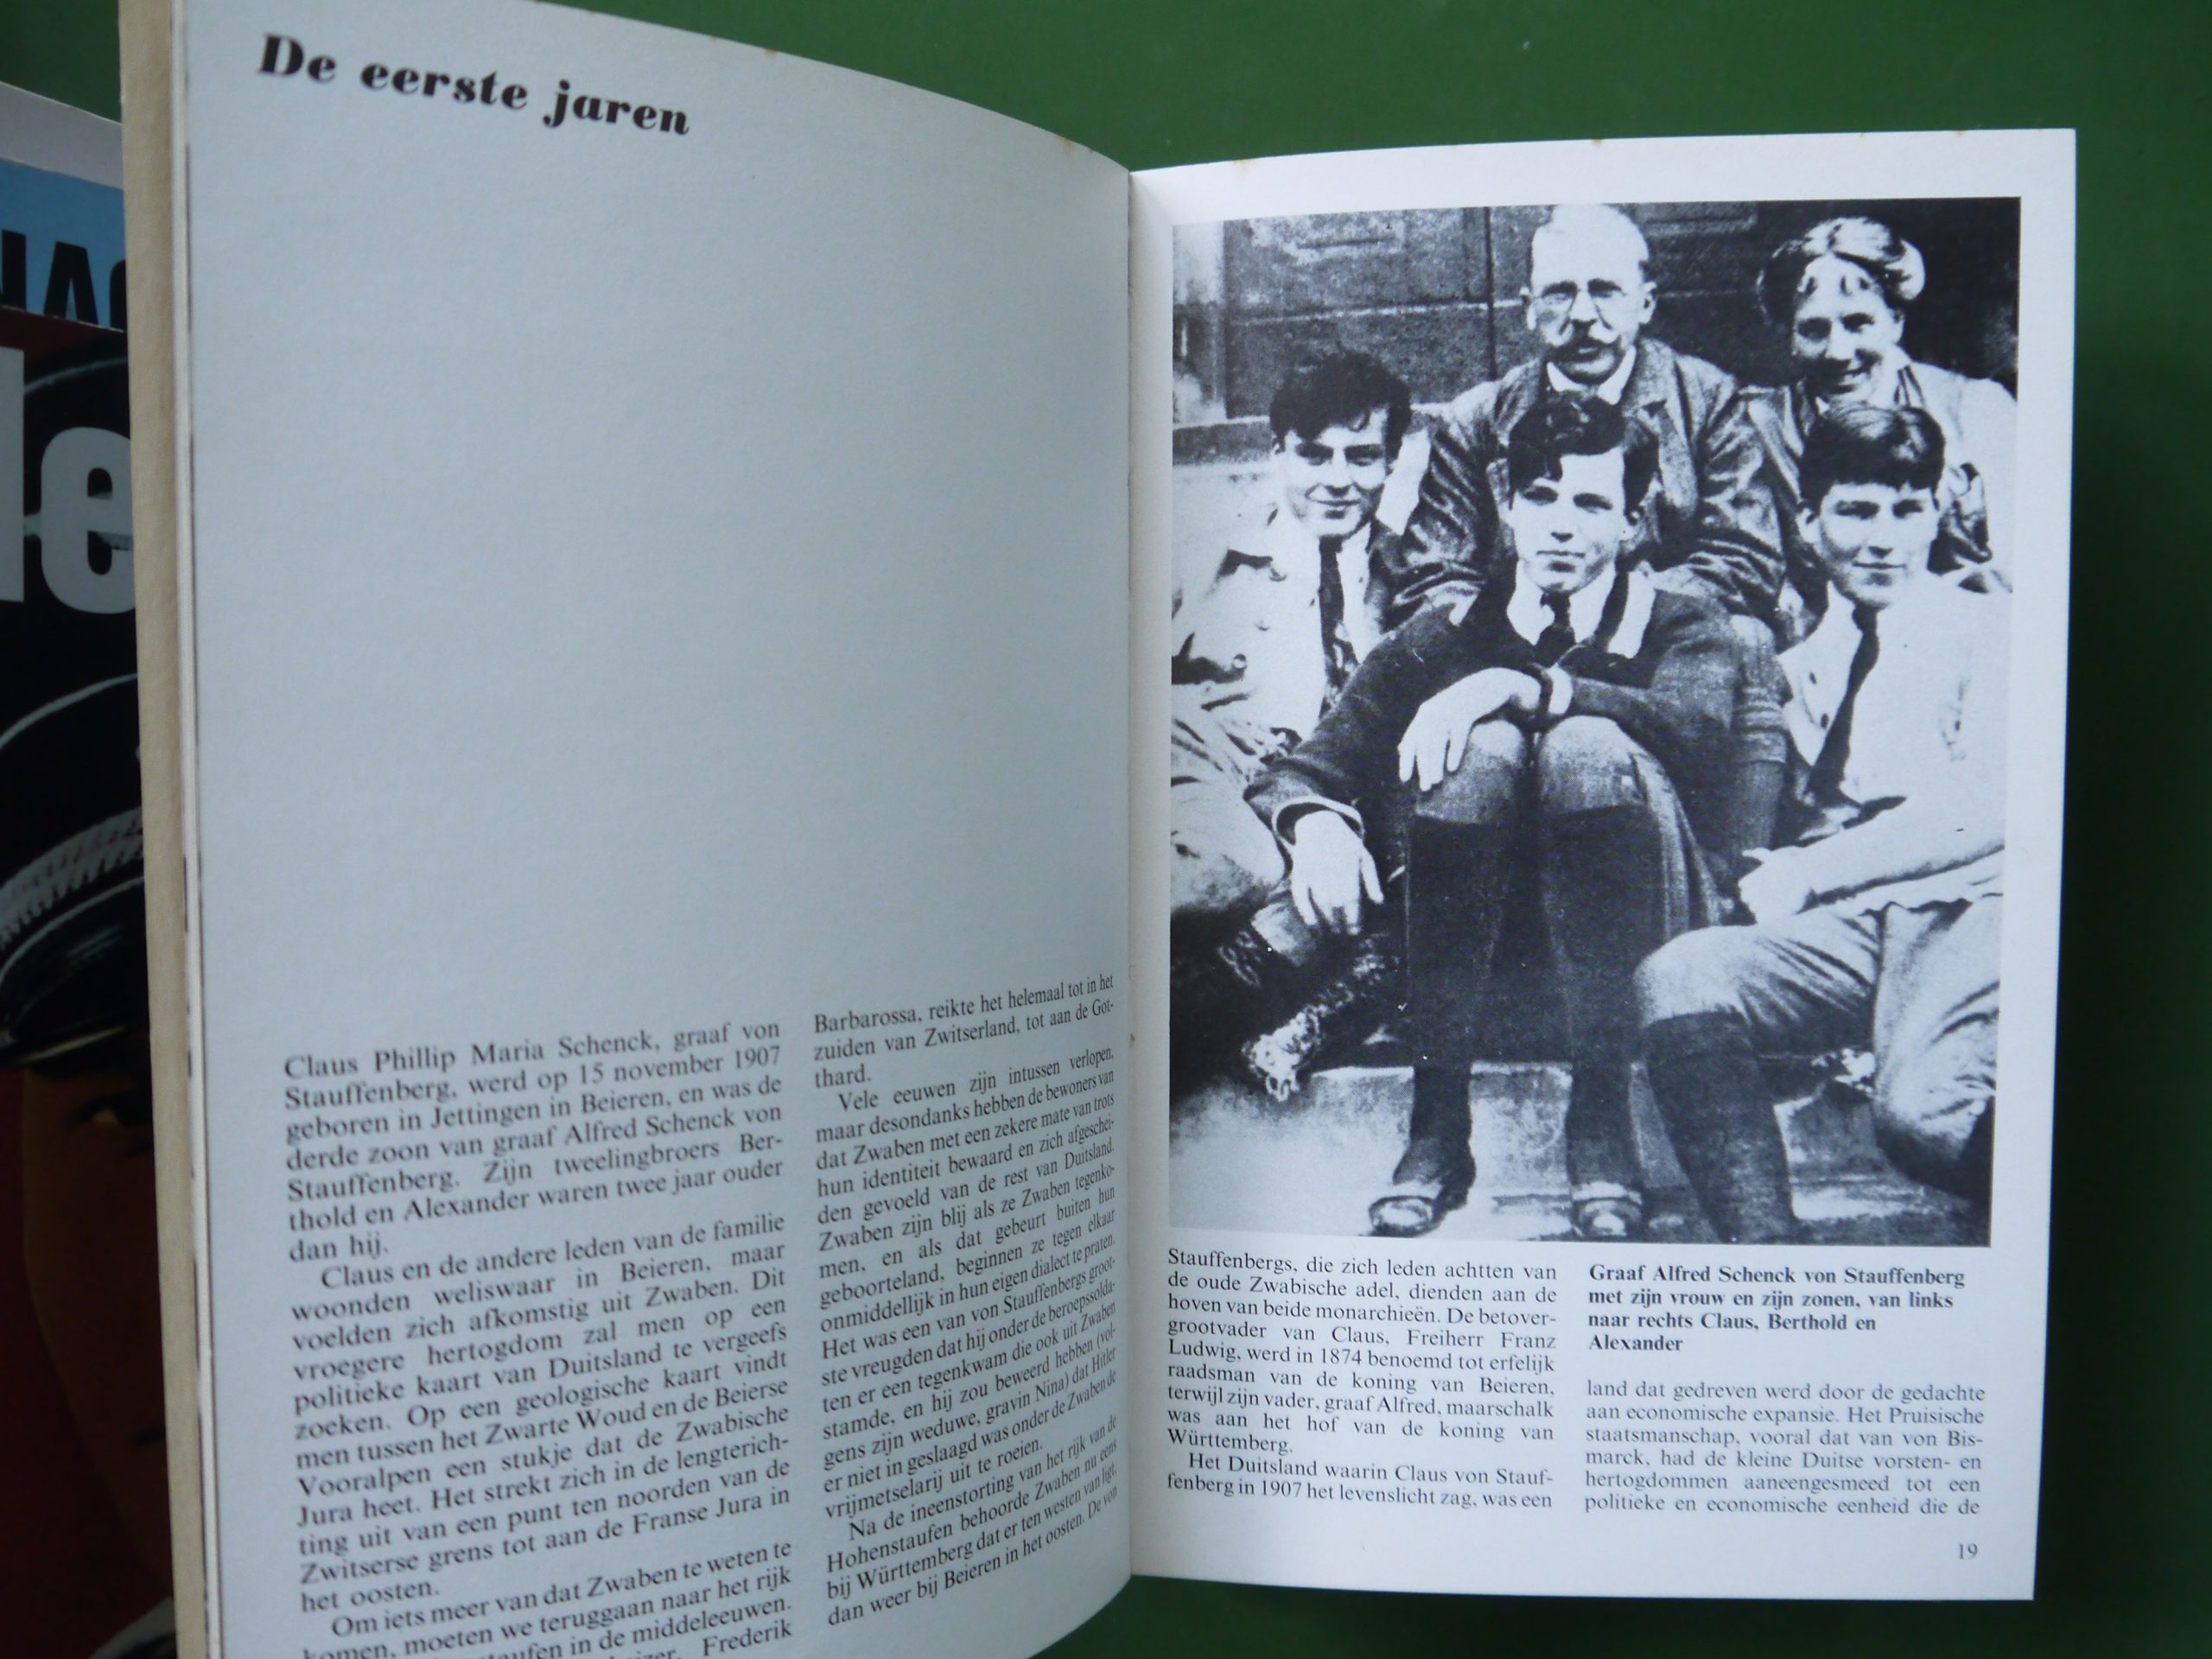 De eerste jaren
Claus Phillip Maria Schenck, graaf von
Stauffenberg, werd op 15 november 1907
geboren in Jettingen in Beieren, en was de
derde zoon van graaf Alfred Schenck von
Stauffenberg. Zijn tweelingbroers Ber-
thold en Alexander waren twee jaar ouder
dan hij.
Claus en de andere leden van de familie
woonden weliswaar in Beieren, maar
voelden zich afkomstig uit Zwaben. Dit
vroegere hertogdom zal men op een
politieke kaart van Duitsland te vergeefs
zoeken. Op een geologische kaart vindt
men tussen het Zwarte Woud en de Beierse
Vooralpen een stukje dat de Zwabische
Jura heet. Het strekt zich in de lengterich-
ting uit van een punt ten noorden van de
Zwitserse grens tot aan de Franse Jura in
het oosten.
Om iets meer van dat Zwaben te weten te
komen, moeten we teruggaan naar het rijk
in de middeleeuwen.
Frederik
Barbarossa, reikte het helemaal tot in het
zuiden van Zwitserland, tot aan de Got-
thard.
Vele eeuwen zijn intussen verlopen,
maar desondanks hebben de bewoners van
dat Zwaben met een zekere mate van trots
hun identiteit bewaard en zich afgeschei-
den gevoeld van de rest van Duitsland.
Zwaben zijn blij als ze Zwaben tegenko-
men, en als dat gebeurt buiten hun
geboorteland, beginnen ze tegen elkaar
onmiddellijk in hun eigen dialect te praten.
Het was een van von Stauffenbergs groot-
ste vreugden dat hij onder de beroepssolda-
ten er een tegenkwam die ook uit Zwaben
stamde, en hij zou beweerd hebben (vol-
gens zijn weduwe, gravin Nina) dat Hitler
er niet in geslaagd was onder de Zwaben de
vrijmetselarij uit te roeien.
Na de ineenstorting van het rijk van de
Hohenstaufen behoorde Zwaben nu eens
bij Württemberg dat er ten westen van ligt,
dan weer bij Beieren in het oosten. De von
Stauffenbergs, die zich leden achtten van
de oude Zwabische adel, dienden aan de
hoven van beide monarchieën. De betover-
grootvader van Claus, Freiherr Franz
Ludwig, werd in 1874 benoemd tot erfelijk
raadsman van de koning van Beieren,
terwijl zijn vader, graaf Alfred, maarschalk
was aan het hof van de koning van
Württemberg.
Het Duitsland waarin Claus von Stauf-
fenberg in 1907 het levenslicht zag, was een
Graaf Alfred Schenck von Stauffenberg
met zijn vrouw en zijn zonen, van links
naar rechts Claus, Berthold en
Alexander
land dat gedreven werd door de gedachte
aan economische expansie. Het Pruisische
staatsmanschap, vooral dat van von Bis-
marck, had de kleine Duitse vorsten- en
hertogdommen aaneengesmeed tot een
politieke en economische eenheid die de
19